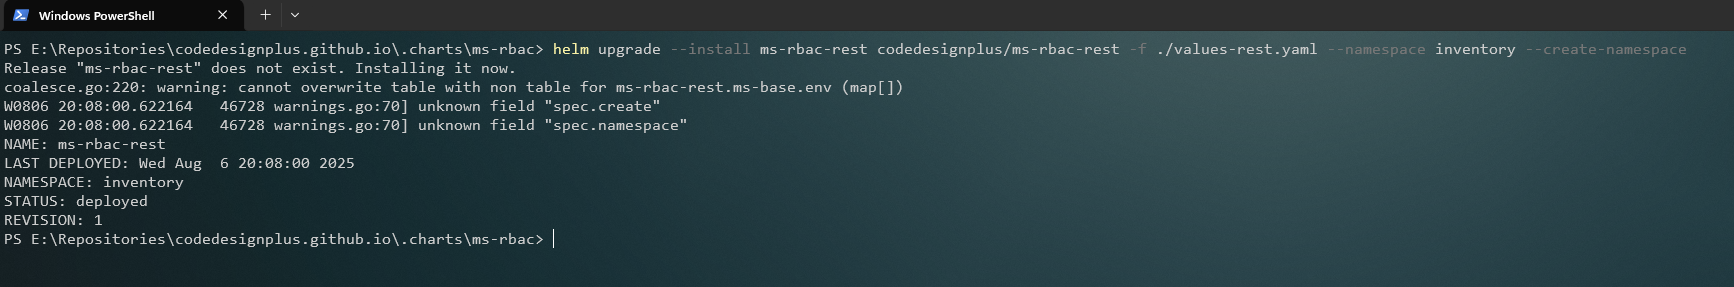 Windows PowerShell
PS E:\Repositories\codedesignplus.github.io\.charts\ms-rbac> helm upgrade --install ms-rbac-rest codedesignplus/ms-rbac-rest -f ./values-rest.yaml --namespace inventory --create-namespace
Release "ms-rbac-rest" does not exist. Installing it now.
coalesce.go:220: warning: cannot overwrite table with non table for ms-rbac-rest.ms-base.env (map[])
W0806 20:08:00.622164   46728 warnings.go:70] unknown field "spec.create"
W0806 20:08:00.622164   46728 warnings.go:70] unknown field "spec.namespace"
NAME: ms-rbac-rest
LAST DEPLOYED: Wed Aug  6 20:08:00 2025
NAMESPACE: inventory
STATUS: deployed
REVISION: 1
PS E:\Repositories\codedesignplus.github.io\.charts\ms-rbac>